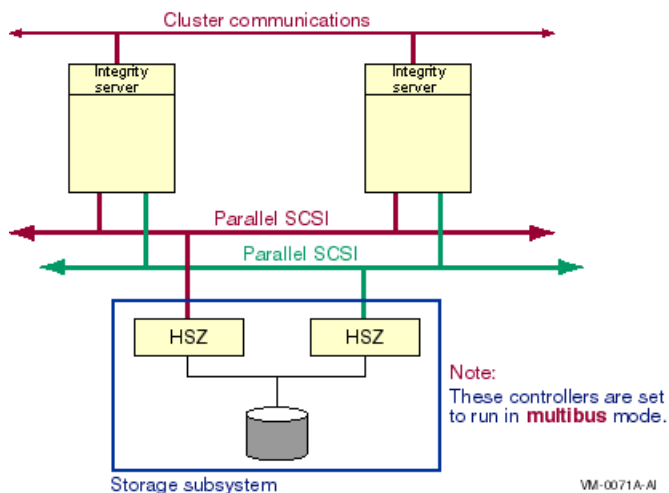 Cluster communications
Integrity
server
Integrity
server
Parallel SCSI
Parallel SCSI
HSZ
HSZ
Note:
These controllers are set
to run in multibus mode.
Storage subsystem
VM-0071A-AI